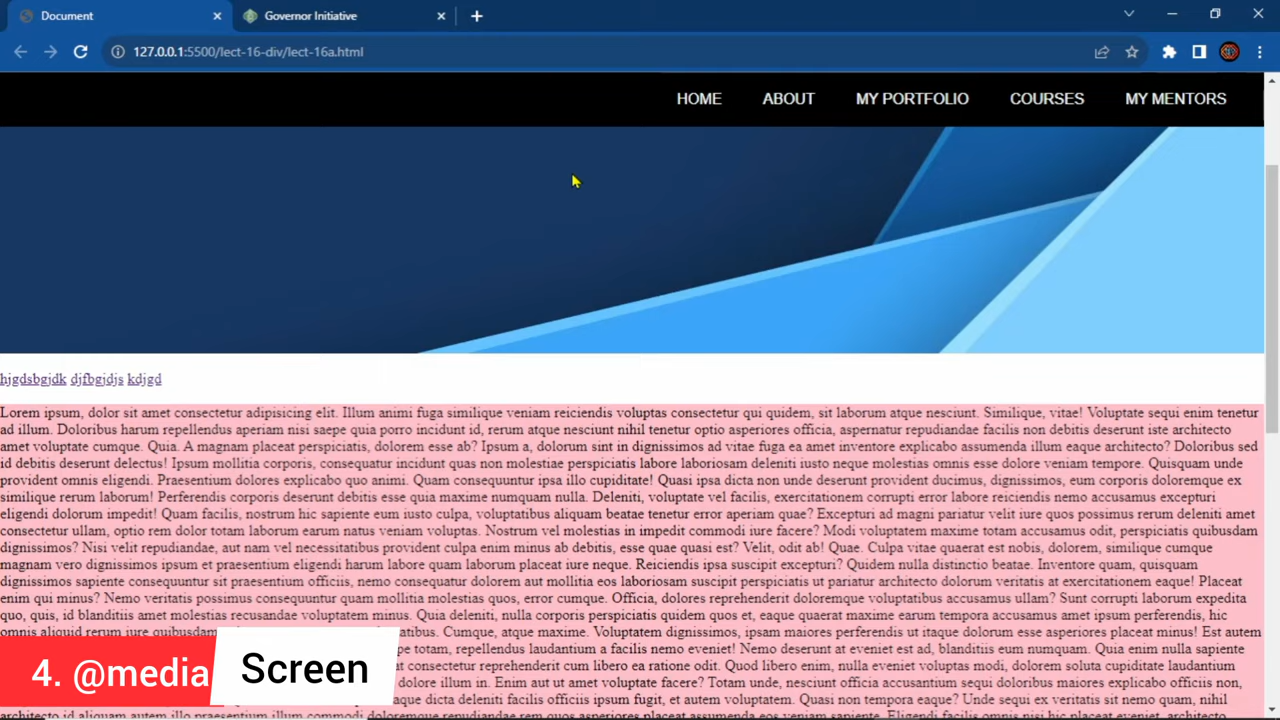 Document
Governor Initiative
127.0.0.1:5500/lect-16-div/lect-16a.html
HOME ABOUT MY PORTFOLIO COURSES MY MENTORS
hjgdsbgjdk djfbgjdjs kdjgd
Lorem ipsum, dolor sit amet consectetur adipisicing elit. Illum animi fuga similique veniam reiciendis voluptas consectetur qui quidem, sit laborum atque nesciunt. Similique, vitae! Voluptate sequi enim tenetur
ad illum. Doloribus harum repellendus aperiam nisi saepe quia porro incidunt id, rerum atque nesciunt nihil tenetur optio asperiores officia, aspernatur repudiandae facilis non debitis deserunt iste architecto
amet voluptate cumque. Quia. A magnam placeat perspiciatis, dolorem esse ab? Ipsum a, dolorum sint in dignissimos ad vitae fuga ea amet inventore explicabo assumenda illum eaque architecto? Doloribus sed
id debitis deserunt delectus! Ipsum mollitia corporis, consequatur incidunt quas non molestiae perspiciatis labore laboriosam deleniti iusto neque molestias omnis esse dolore veniam tempore. Quisquam unde
provident omnis eligendi. Praesentium dolores explicabo quo animi. Quam consequuntur ipsa illo cupiditate! Quasi ipsa dicta non unde deserunt provident ducimus, dignissimos, eum corporis doloremque ex
similique rerum laborum! Perferendis corporis deserunt debitis esse quia maxime numquam nulla. Deleniti, voluptate vel facilis, exercitationem corrupti error labore reiciendis nemo accusamus excepturi
eligendi dolorum impedit! Quam facilis, nostrum hic sapiente eum iusto culpa, voluptatibus aliquam beatae tenetur error aperiam quae? Excepturi ad magni pariatur velit iure quos possimus rerum deleniti amet
consectetur ullam, optio rem dolor totam laborum earum natus veniam voluptas. Nostrum vel molestias in impedit commodi iure facere? Modi voluptatem maxime totam accusamus odit, perspiciatis quibusdam
dignissimos? Nisi velit repudiandae, aut nam vel necessitatibus provident culpa enim minus ab debitis, esse quae quasi est? Velit, odit ab! Quae. Culpa vitae quaerat est nobis, dolorem, similique cumque
magnam vero dignissimos ipsum et praesentium eligendi harum labore quam laborum placeat iure neque. Reiciendis ipsa suscipit excepturi? Quidem nulla distinctio beatae. Inventore quam, quisquam
dignissimos sapiente consequuntur sit praesentium officiis, nemo consequatur dolorem aut mollitia eos laboriosam suscipit perspiciatis ut pariatur architecto dolorum veritatis at exercitationem eaque! Placeat
enim qui minus? Nemo veritatis possimus consequuntur quam mollitia molestias quos, error cumque. Officia, dolores reprehenderit doloremque voluptatibus accusamus ullam? Sunt corrupti laborum expedita
quo, quis, id blanditiis amet molestias recusandae voluptatem minus. Quia deleniti, nulla corporis perspiciatis quidem quos et, eaque quaerat maxime earum tempora accusamus amet ipsum perferendis, hic
omnis aliquid rerum iure quibusdam atibus. Cumque, atque maxime. Voluptatem dignissimos, ipsam maiores perferendis ut itaque dolorum esse asperiores placeat minus! Est autem
pe totam, repellendus laudantium a facilis nemo eveniet! Nemo deserunt at eveniet est ad, blanditiis eum numquam. Quia enim nulla sapiente
ae consectetur reprehenderit cum libero ea ratione odit. Quod libero enim, nulla eveniet voluptas modi, dolorem soluta cupiditate laudantium
dolore illum in. Enim aut ut amet voluptate facere? Totam unde, nesciunt officia accusantium sequi dolorum maiores explicabo officiis non,
aque dicta deleniti facilis officiis ipsum fugit, et autem voluptatum. Quasi non tempora eaque? Unde sequi ex veritatis sint nemo quam, nihil
4. @media Screen